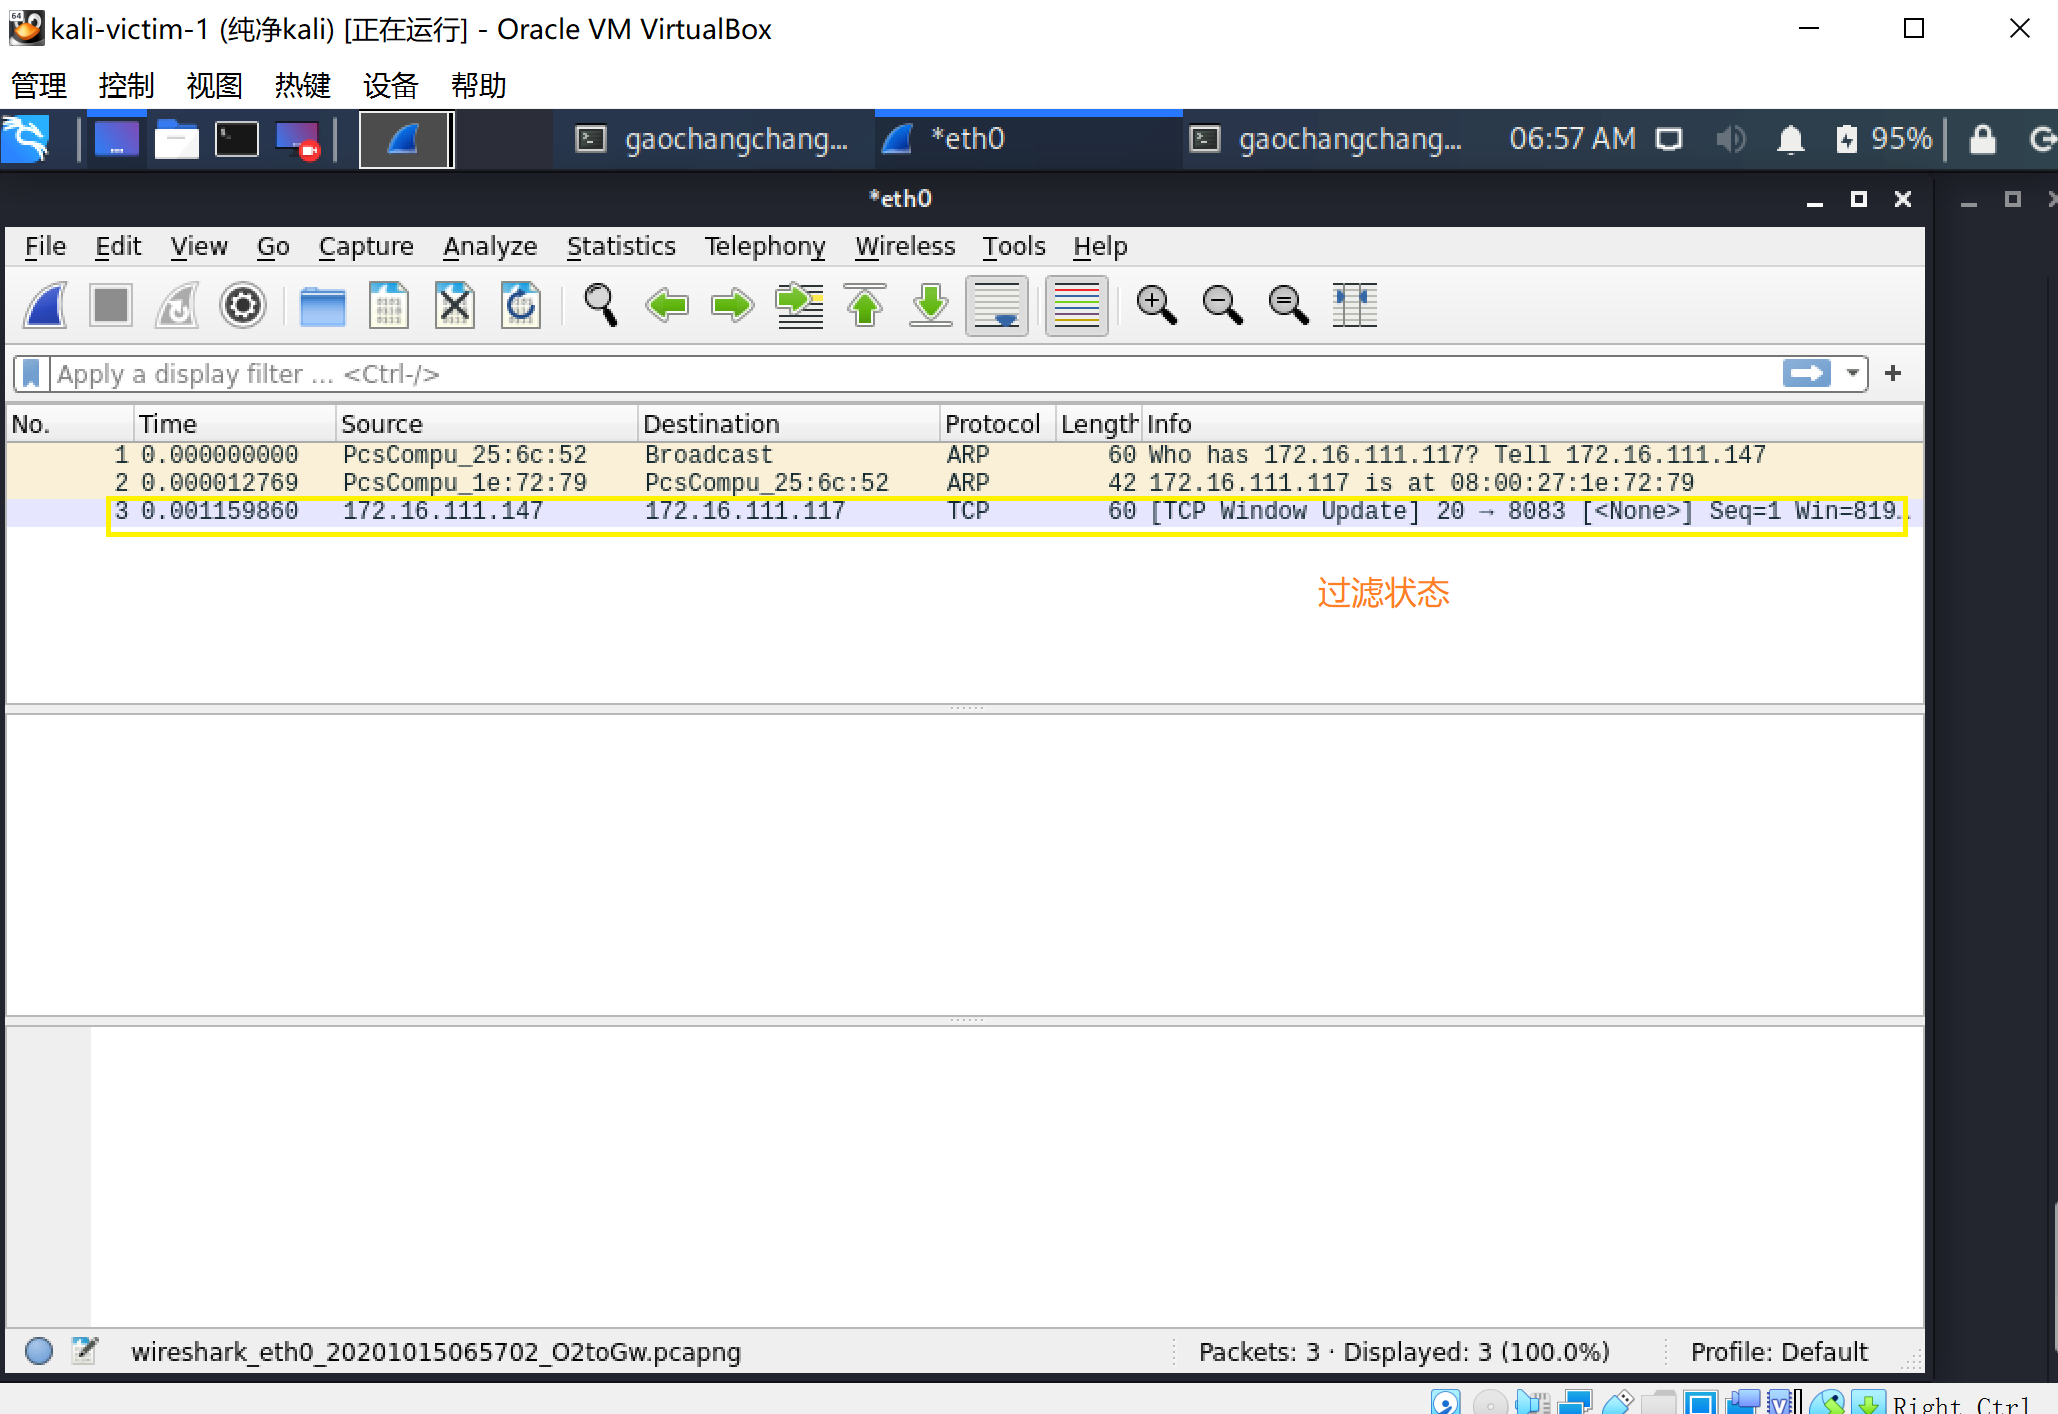 kali-victim-1 (纯净kali) [正在运行] - Oracle VM VirtualBox
管理 控制 视图 热键 设备 帮助
gaochangchang... *eth0 gaochangchang... 06:57 AM 95%
*eth0
File Edit View Go Capture Analyze Statistics Telephony Wireless Tools Help
Apply a display filter ... <Ctrl-/>
No. Time Source Destination Protocol Length Info
1 0.000000000 PcsCompu_25:6c:52 Broadcast ARP 60 Who has 172.16.111.117? Tell 172.16.111.147
2 0.000012769 PcsCompu_1e:72:79 PcsCompu_25:6c:52 ARP 42 172.16.111.117 is at 08:00:27:1e:72:79
3 0.001159860 172.16.111.147 172.16.111.117 TCP 60 [TCP Window Update] 20 → 8083 [<None>] Seq=1 Win=819…
过滤状态
wireshark_eth0_20201015065702_O2toGw.pcapng Packets: 3 · Displayed: 3 (100.0%) Profile: Default
Right Ctrl